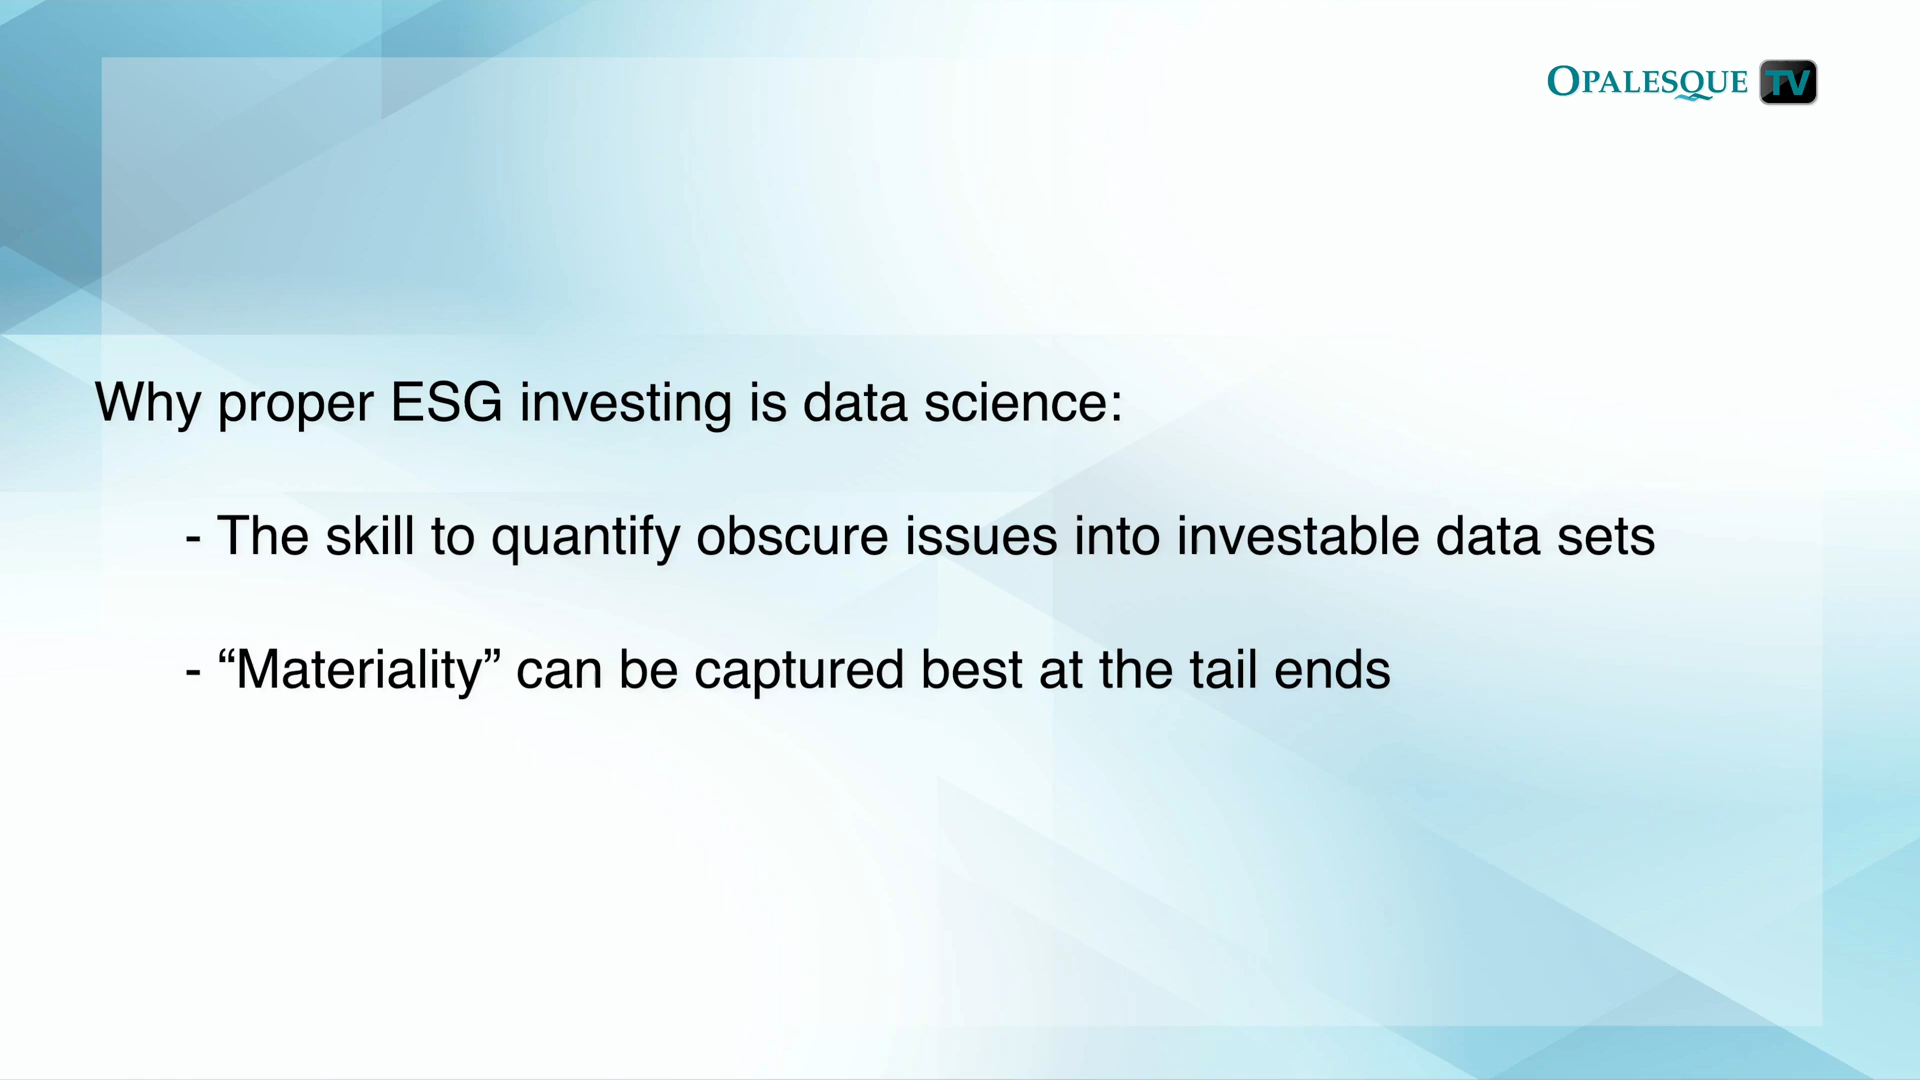 OPALESQUE TV
Why proper ESG investing is data science:
- The skill to quantify obscure issues into investable data sets
- “Materiality” can be captured best at the tail ends